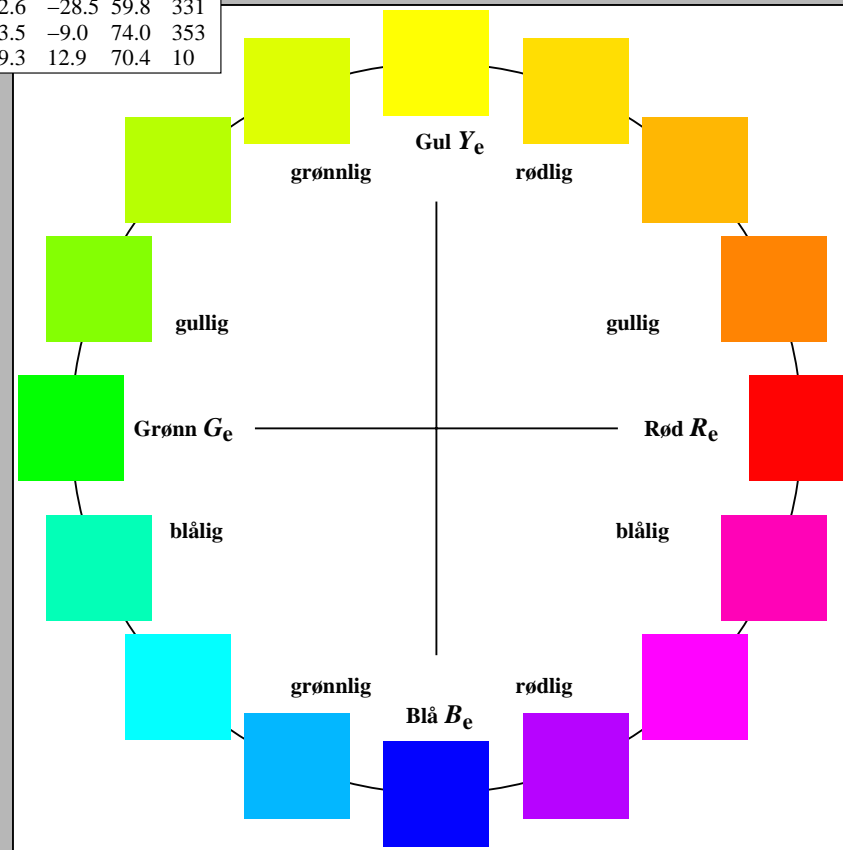 2.6 −28.5 59.8 331
3.5 −9.0 74.0 353
9.3 12.9 70.4 10
Gul Yₑ
grønnlig rødlig
gullig gullig
Grønn Gₑ Rød Rₑ
blålig blålig
grønnlig rødlig
Blå Bₑ